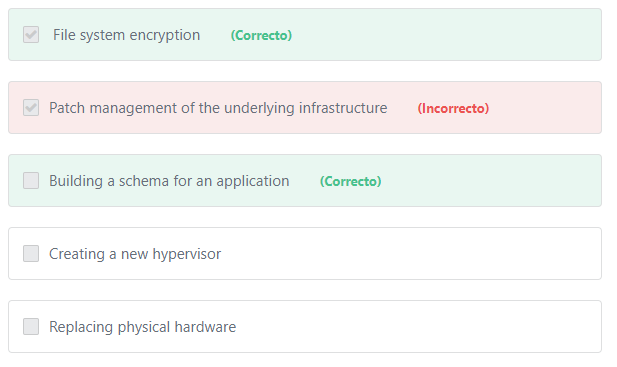 File system encryption (Correcto)
Patch management of the underlying infrastructure (Incorrecto)
Building a schema for an application (Correcto)
Creating a new hypervisor
Replacing physical hardware